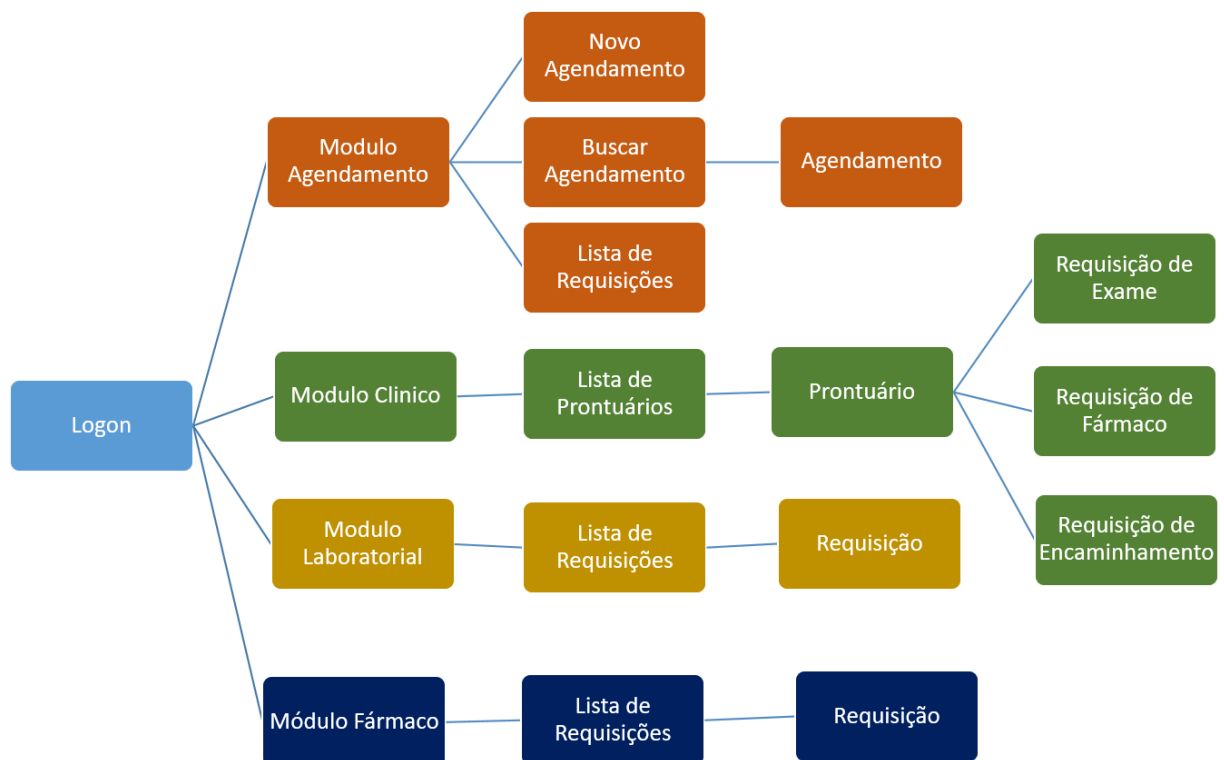 Logon
Modulo
Agendamento
Novo
Agendamento
Buscar
Agendamento
Agendamento
Lista de
Requisições
Modulo Clinico
Lista de
Prontuários
Prontuário
Requisição de
Exame
Requisição de
Fármaco
Requisição de
Encaminhamento
Modulo
Laboratorial
Lista de
Requisições
Requisição
Módulo Fármaco
Lista de
Requisições
Requisição